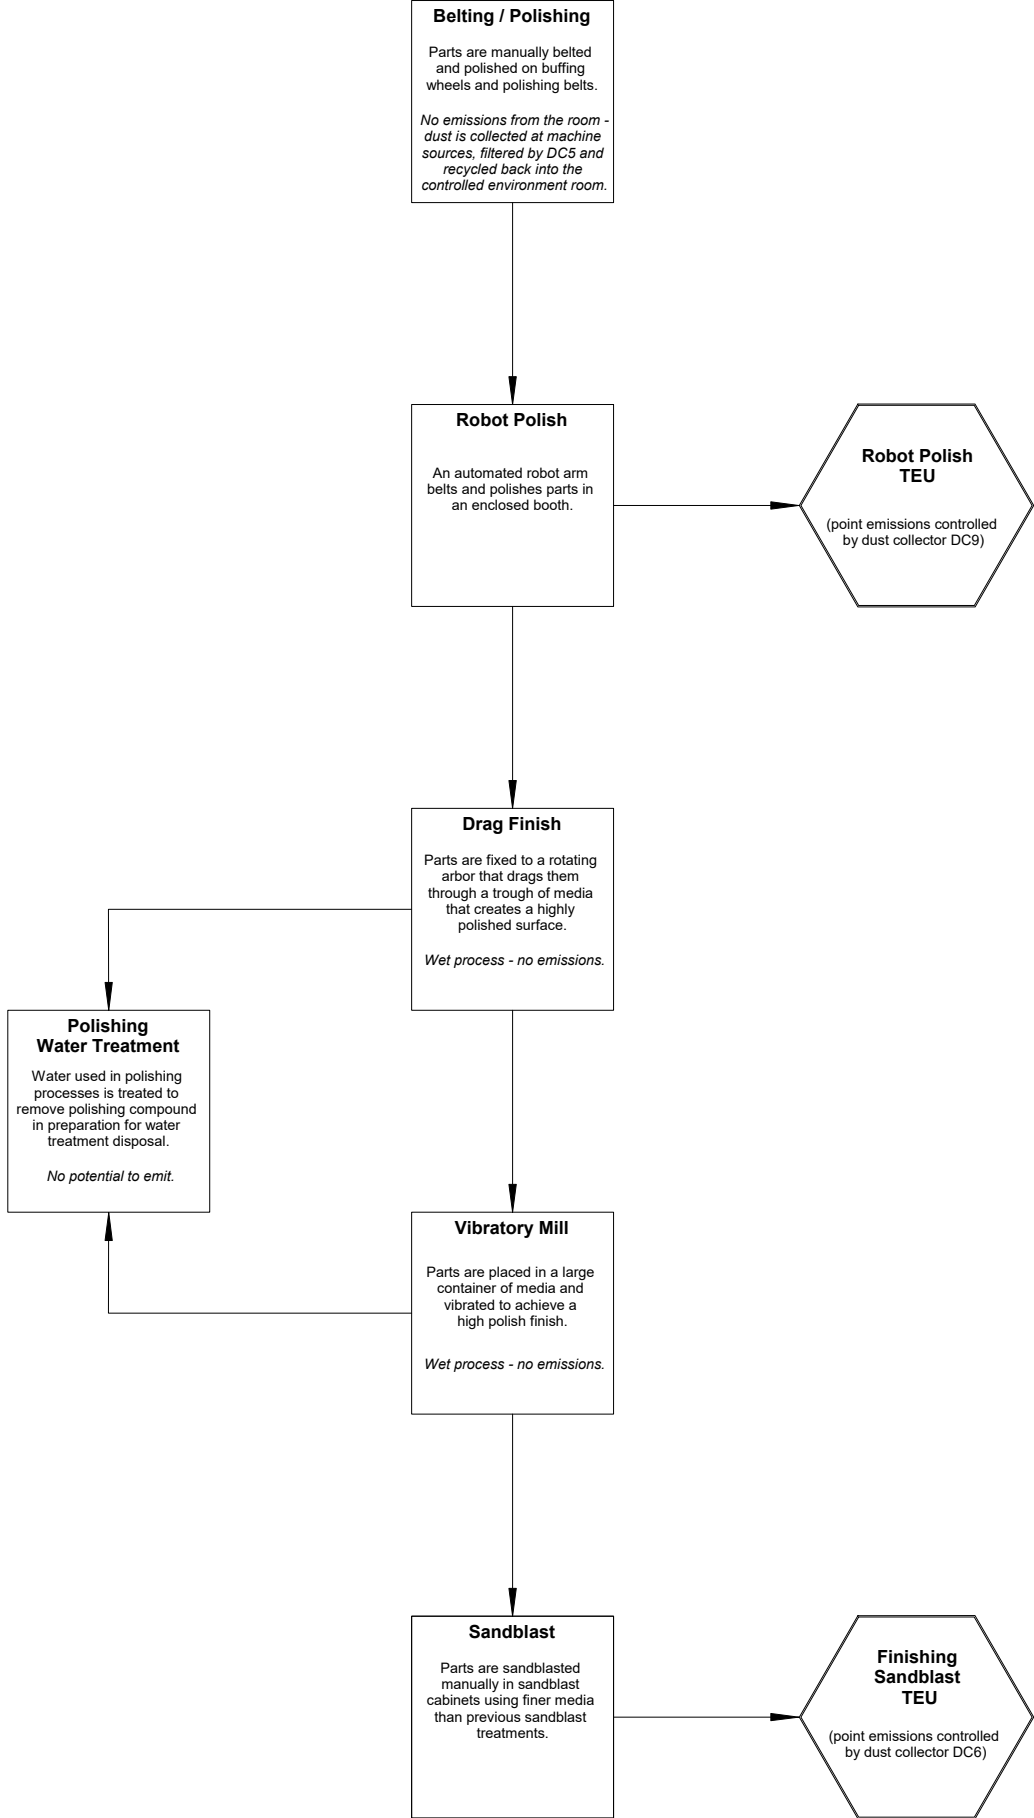 Belting / Polishing
Parts are manually belted
and polished on buffing
wheels and polishing belts.
No emissions from the room -
dust is collected at machine
sources, filtered by DC5 and
recycled back into the
controlled environment room.
Robot Polish
An automated robot arm
belts and polishes parts in
an enclosed booth.
Robot Polish
TEU
(point emissions controlled
by dust collector DC9)
Drag Finish
Parts are fixed to a rotating
arbor that drags them
through a trough of media
that creates a highly
polished surface.
Wet process - no emissions.
Polishing
Water Treatment
Water used in polishing
processes is treated to
remove polishing compound
in preparation for water
treatment disposal.
No potential to emit.
Vibratory Mill
Parts are placed in a large
container of media and
vibrated to achieve a
high polish finish.
Wet process - no emissions.
Sandblast
Parts are sandblasted
manually in sandblast
cabinets using finer media
than previous sandblast
treatments.
Finishing
Sandblast
TEU
(point emissions controlled
by dust collector DC6)